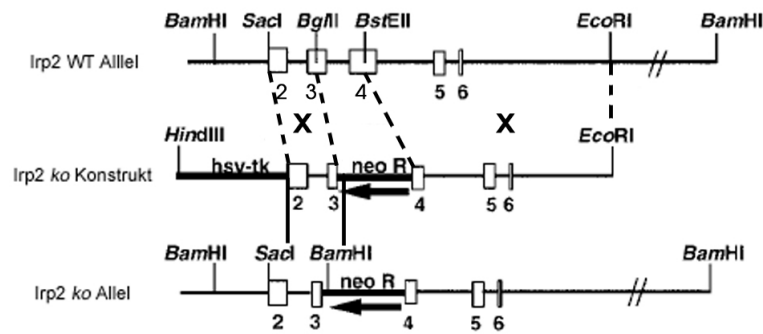 BamHI SacI BglII BstEII EcoRI BamHI
Irp2 WT Alllel
2 3 4 5 6
X X
HindIII EcoRI
hsv-tk neo R
Irp2 ko Konstrukt
2 3 4 5 6
BamHI SacI BamHI BamHI
neo R
Irp2 ko Allel
2 3 4 5 6